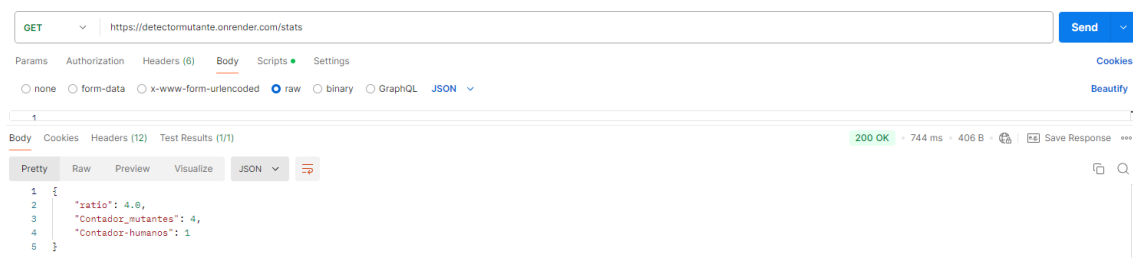 GET https://detectormutante.onrender.com/stats Send
Params Authorization Headers (6) Body Scripts Settings Cookies
none form-data x-www-form-urlencoded raw binary GraphQL JSON Beautify
1
Body Cookies Headers (12) Test Results (1/1) 200 OK 744 ms 406 B Save Response
Pretty Raw Preview Visualize JSON
1 {
2 "ratio": 4.0,
3 "Contador_mutantes": 4,
4 "Contador-humanos": 1
5 }